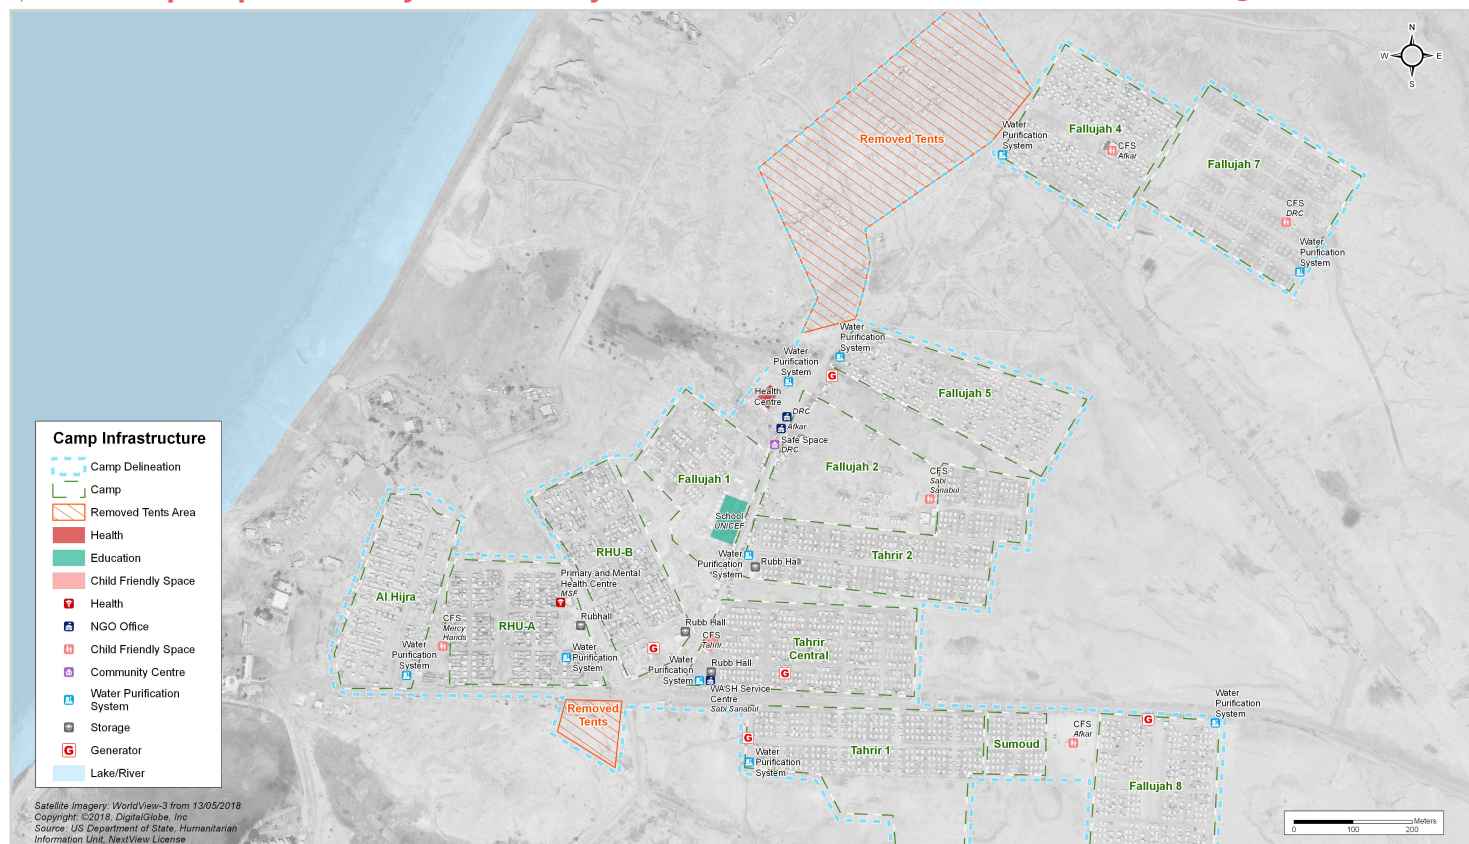 N
W
E
S
Fallujah 4
Water
Purification
System
CFS
Afkar
Removed Tents
Fallujah 7
CFS
DRC
Water
Purification
System
Water
Purification
System
Water
Purification
System
Health
Centre
Fallujah 5
DRC
Afkar
Safe Space
DRC
Fallujah 2
CFS
Sabi
Sanabul
Fallujah 1
School
UNICEF
Water
Purification
System
Rubb Hall
Tahrir 2
RHU-B
Primary and Mental
Health Centre
MSF
Al Hijra
CFS
Mercy
Hands
RHU-A
Rubhall
Rubb Hall
CFS
Tahrir
Tahrir
Central
Water
Purification
System
Water
Purification
System
G
G
G
Water
Purification
System
Rubb Hall
WASH Service
Centre
Sabi Sanabul
Removed
Tents
G
Tahrir 1
Water
Purification
System
Sumoud
CFS
Afkar
G
Water
Purification
System
Fallujah 8
Camp Infrastructure
Camp Delineation
Camp
Removed Tents Area
Health
Education
Child Friendly Space
Health
NGO Office
Child Friendly Space
Community Centre
Water Purification
System
Storage
G Generator
Lake/River
Satellite Imagery: WorldView-3 from 13/05/2018
Copyright: ©2018, DigitalGlobe, Inc
Source: US Department of State, Humanitarian
Information Unit, NextView License
Meters
0 100 200